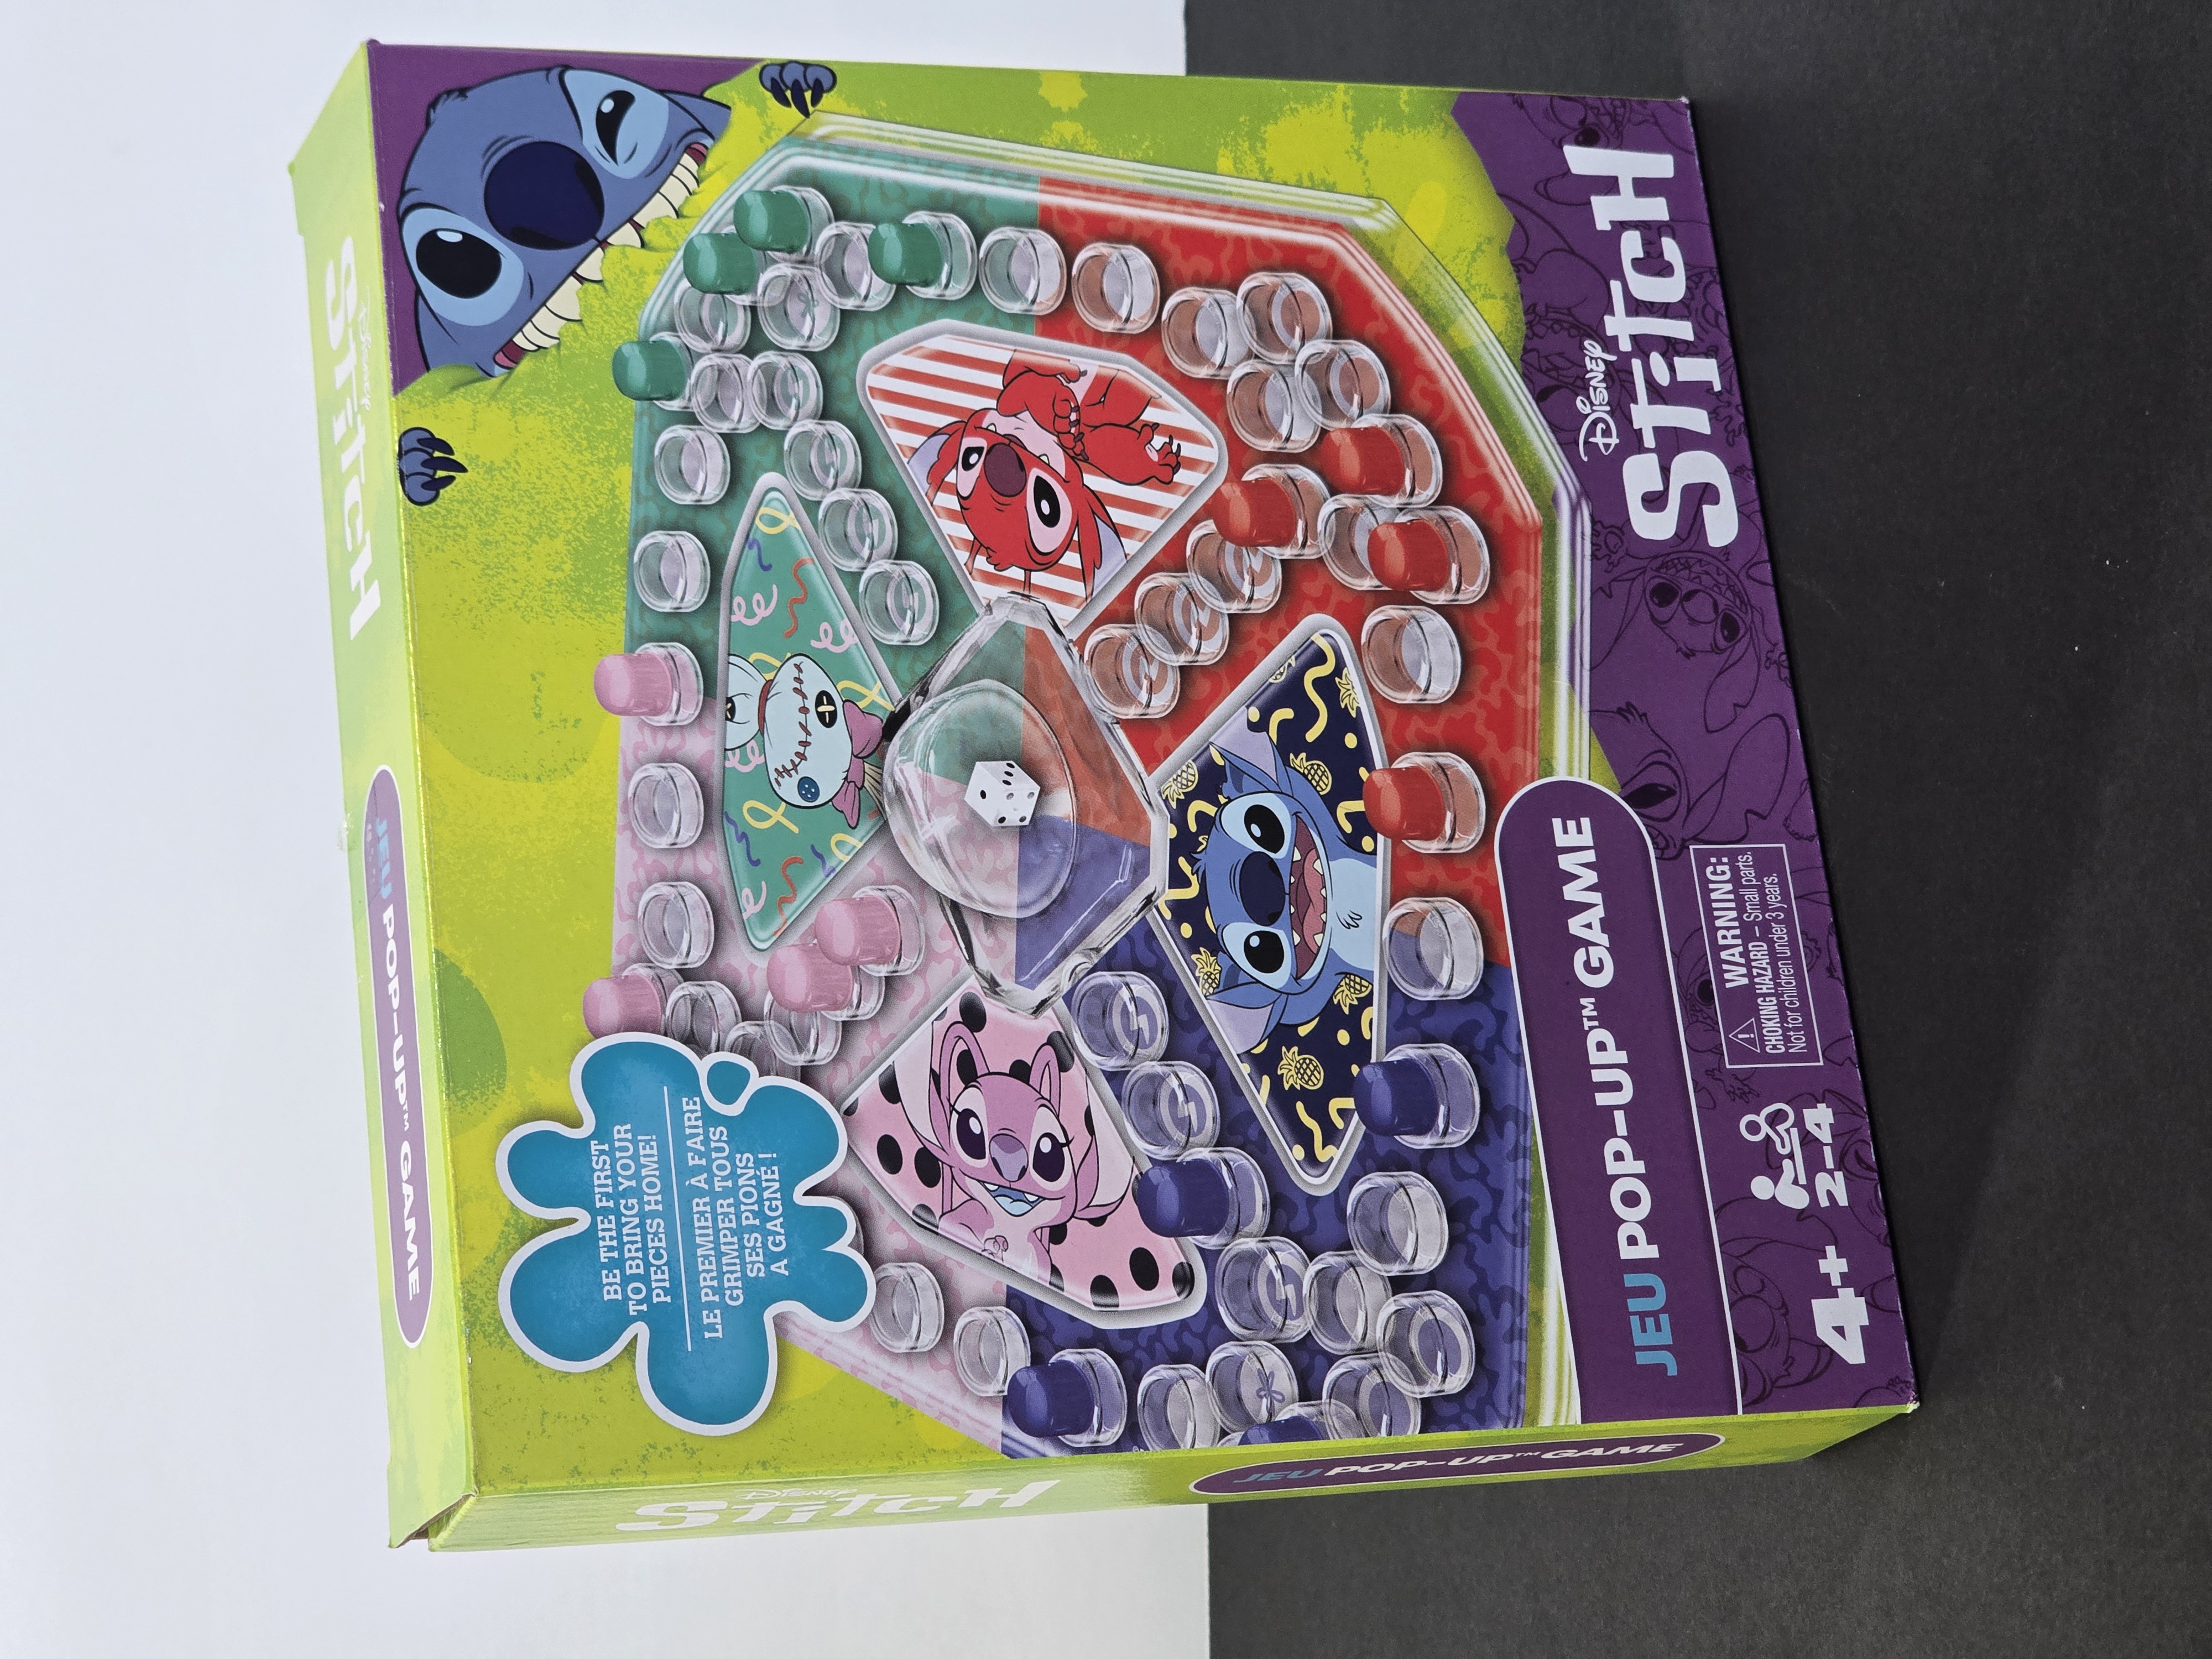 JEU POP-UP™ GAME
Disney
Stitch
BE THE FIRST
TO BRING YOUR
PIECES HOME!
LE PREMIER À FAIRE
GRIMPER TOUS
SES PIONS
A GAGNÉ !
Disney
Stitch
JEU POP-UP™ GAME
JEU POP-UP™ GAME
Disney
Stitch
4+
2-4
WARNING:
CHOKING HAZARD – Small parts.
Not for children under 3 years.